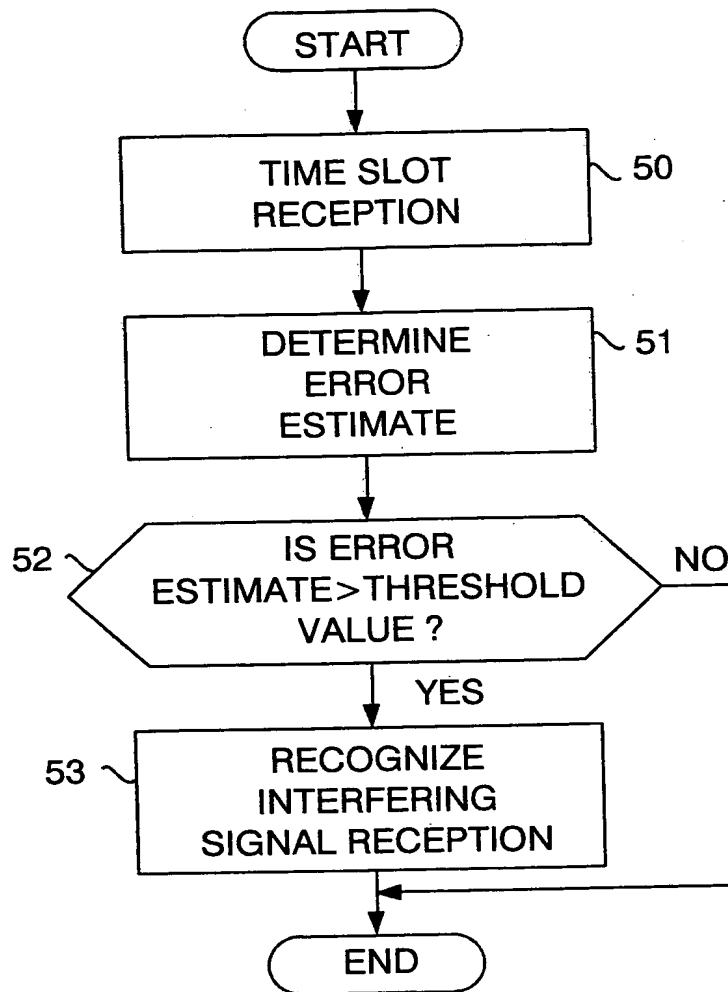 START
TIME SLOT
RECEPTION
50
DETERMINE
ERROR
ESTIMATE
51
52
IS ERROR
ESTIMATE>THRESHOLD
VALUE ?
NO
YES
53
RECOGNIZE
INTERFERING
SIGNAL RECEPTION
END